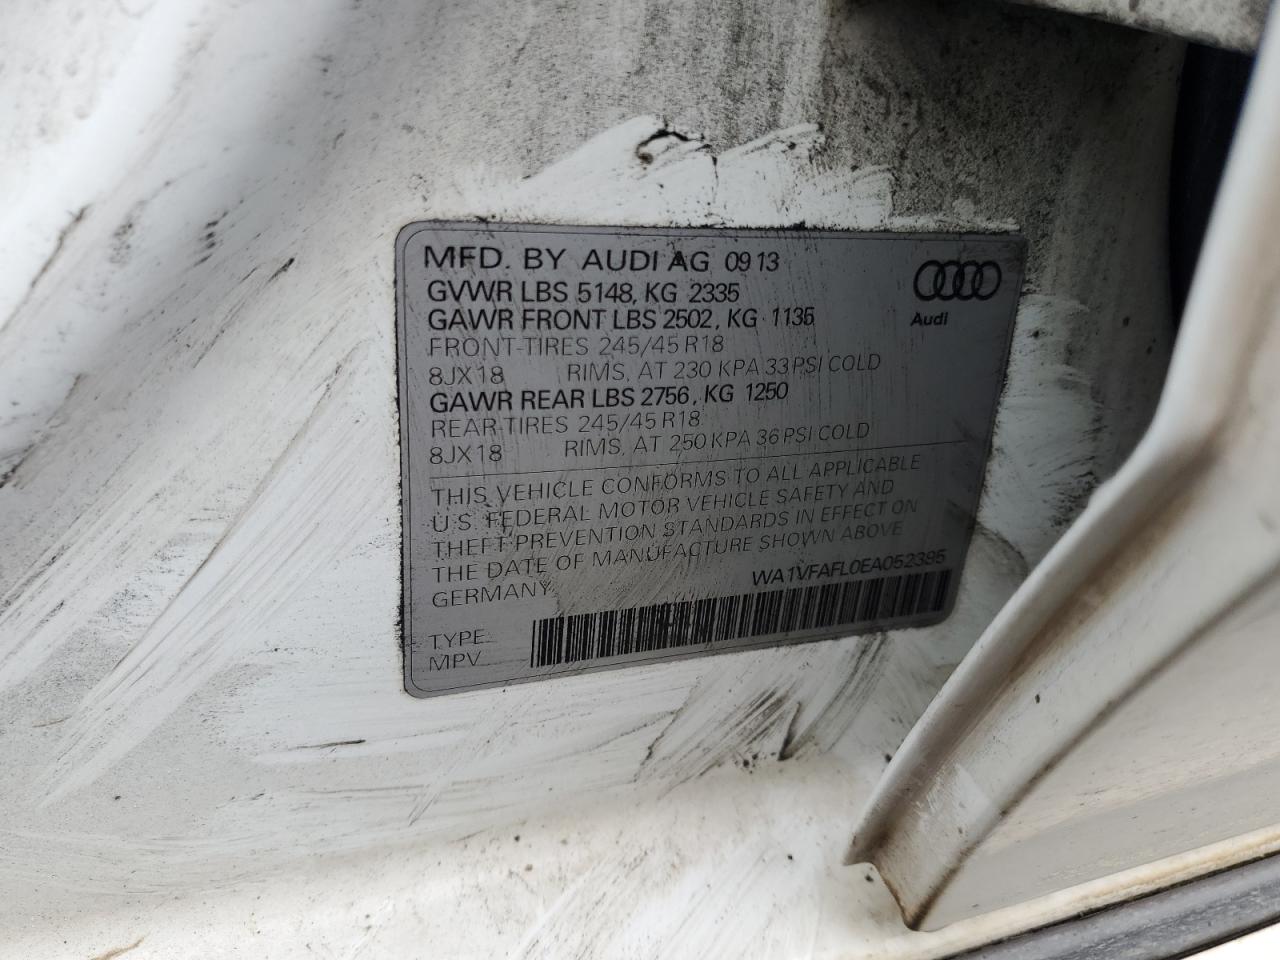 MFD. BY AUDI AG 09 13
GVWR LBS 5148, KG 2335
GAWR FRONT LBS 2502, KG 1135
Audi
FRONT-TIRES 245/45 R18
8JX18 RIMS, AT 230 KPA 33 PSI COLD
GAWR REAR LBS 2756, KG 1250
REAR-TIRES 245/45 R18
8JX18 RIMS, AT 250 KPA 36 PSI COLD
THIS VEHICLE CONFORMS TO ALL APPLICABLE
U.S. FEDERAL MOTOR VEHICLE SAFETY AND
THEFT PREVENTION STANDARDS IN EFFECT ON
THE DATE OF MANUFACTURE SHOWN ABOVE
GERMANY WA1VFAFL0EA052395
TYPE:
MPV